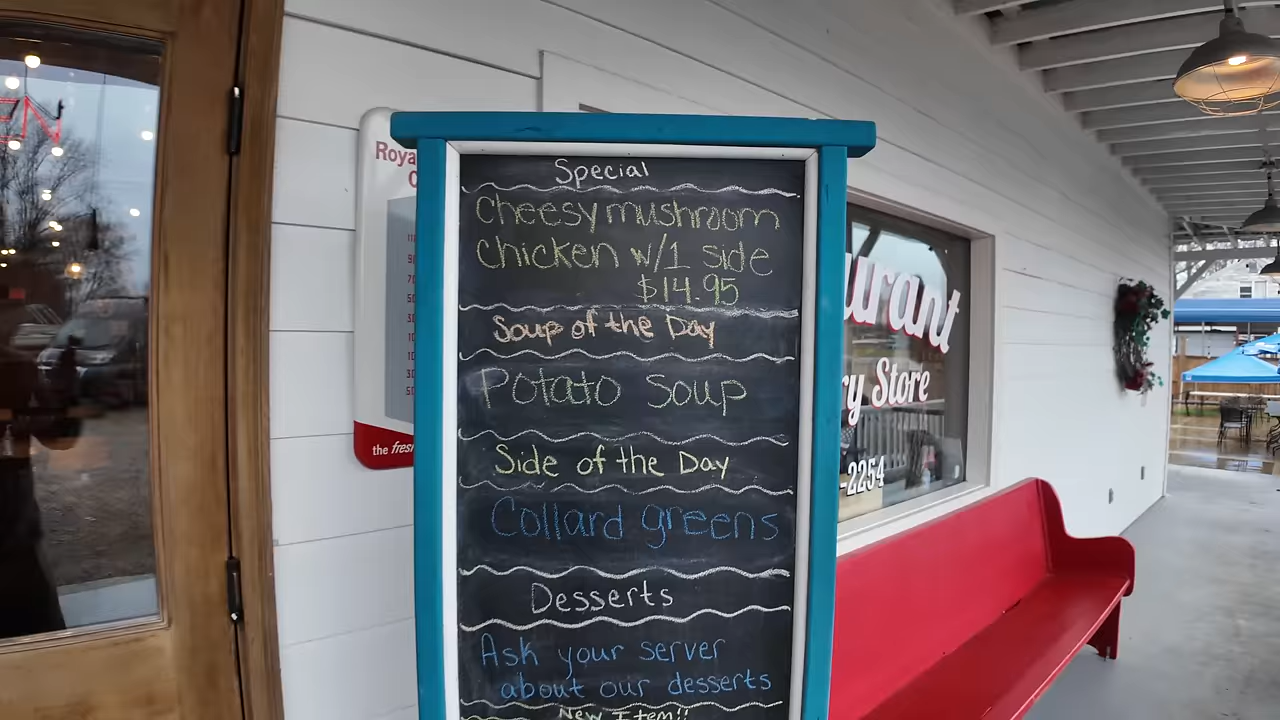 Special
Cheesy mushroom
Chicken w/1 side
$14.95
Soup of the Day
Potato Soup
Side of the Day
Collard greens
Desserts
Ask your server
about our desserts
New Item!!
Roya
C
the fres
urant
ry Store
-2254